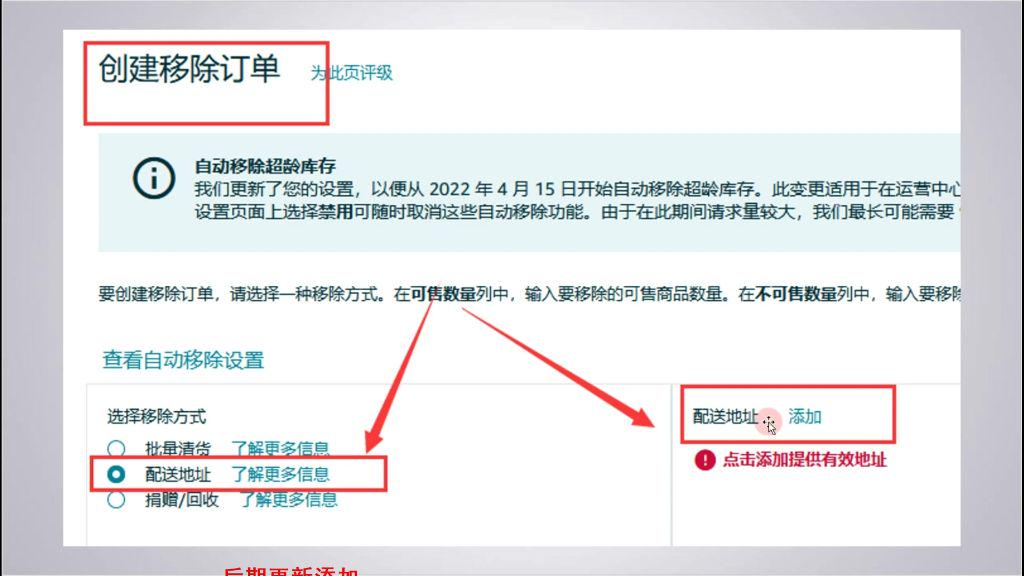 创建移除订单 为此页评级
自动移除超龄库存
我们更新了您的设置，以便从 2022 年 4 月 15 日开始自动移除超龄库存。此变更适用于在运营中心
设置页面上选择禁用可随时取消这些自动移除功能。由于在此期间请求量较大，我们最长可能需要
要创建移除订单，请选择一种移除方式。在可售数量列中，输入要移除的可售商品数量。在不可售数量列中，输入要移除
查看自动移除设置
选择移除方式
批量清货 了解更多信息
配送地址 了解更多信息
捐赠/回收 了解更多信息
配送地址 添加
点击添加提供有效地址
后期更新添加